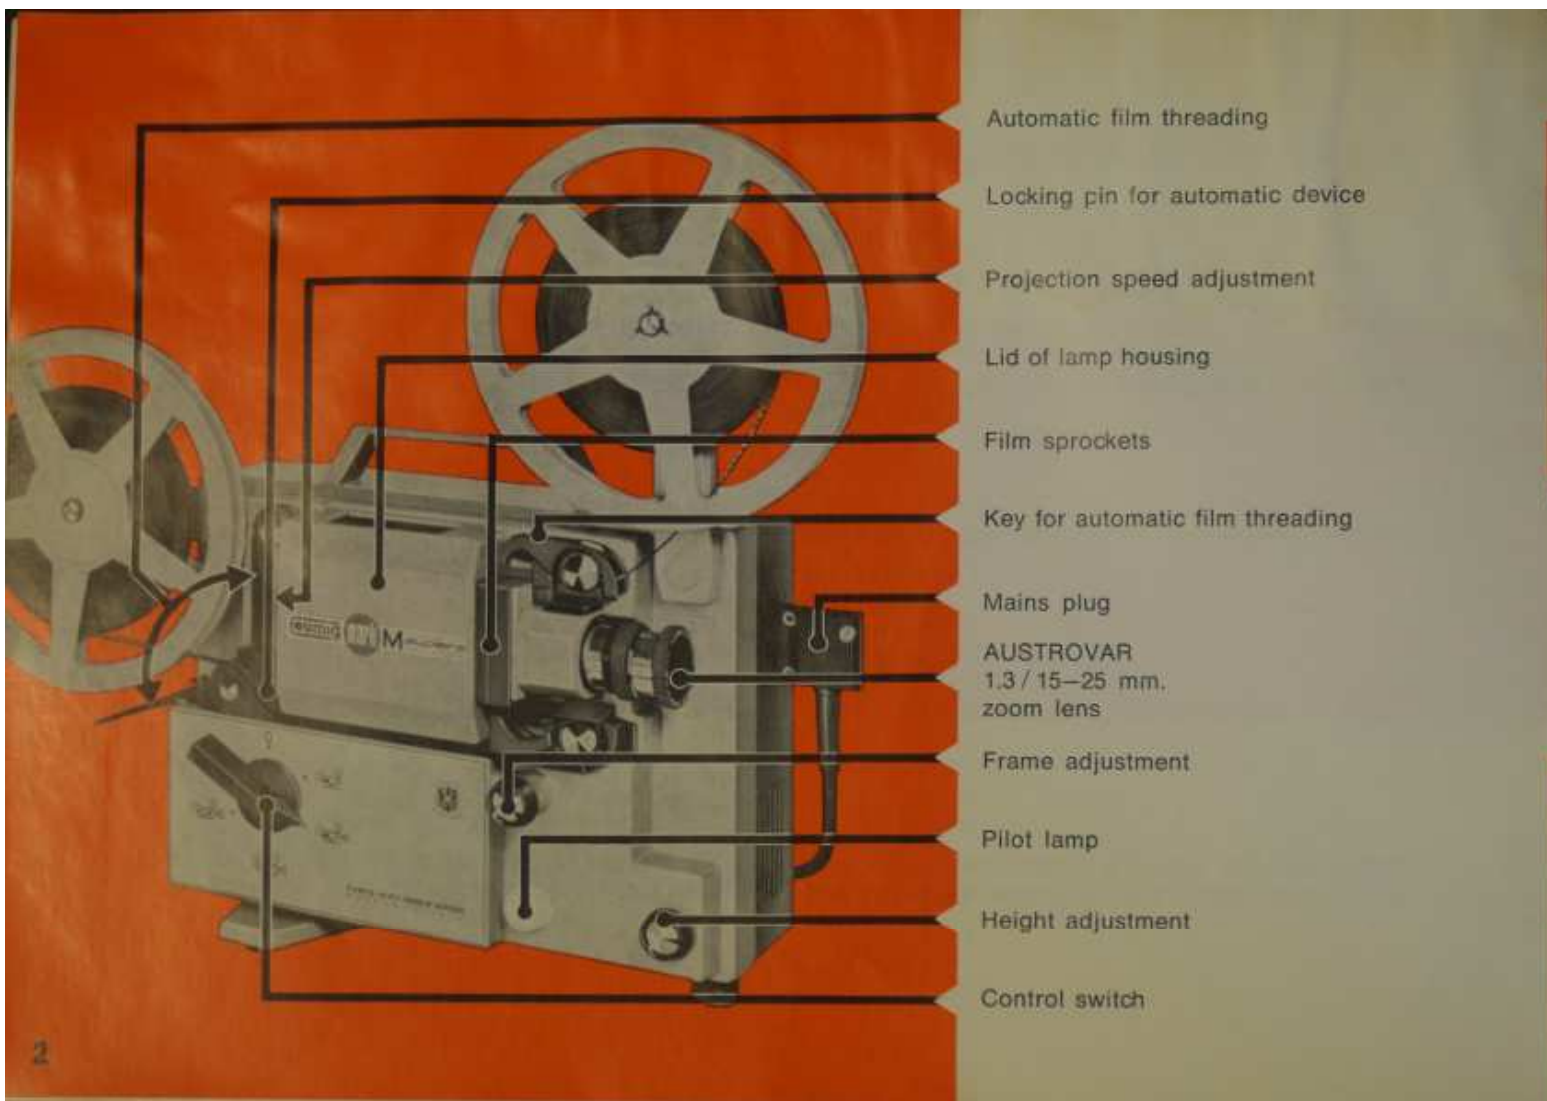 Automatic film threading
Locking pin for automatic device
Projection speed adjustment
Lid of lamp housing
Film sprockets
Key for automatic film threading
Mains plug
AUSTROVAR
1.3 / 15—25 mm.
zoom lens
Frame adjustment
Pilot lamp
Height adjustment
Control switch
eumig
M
2